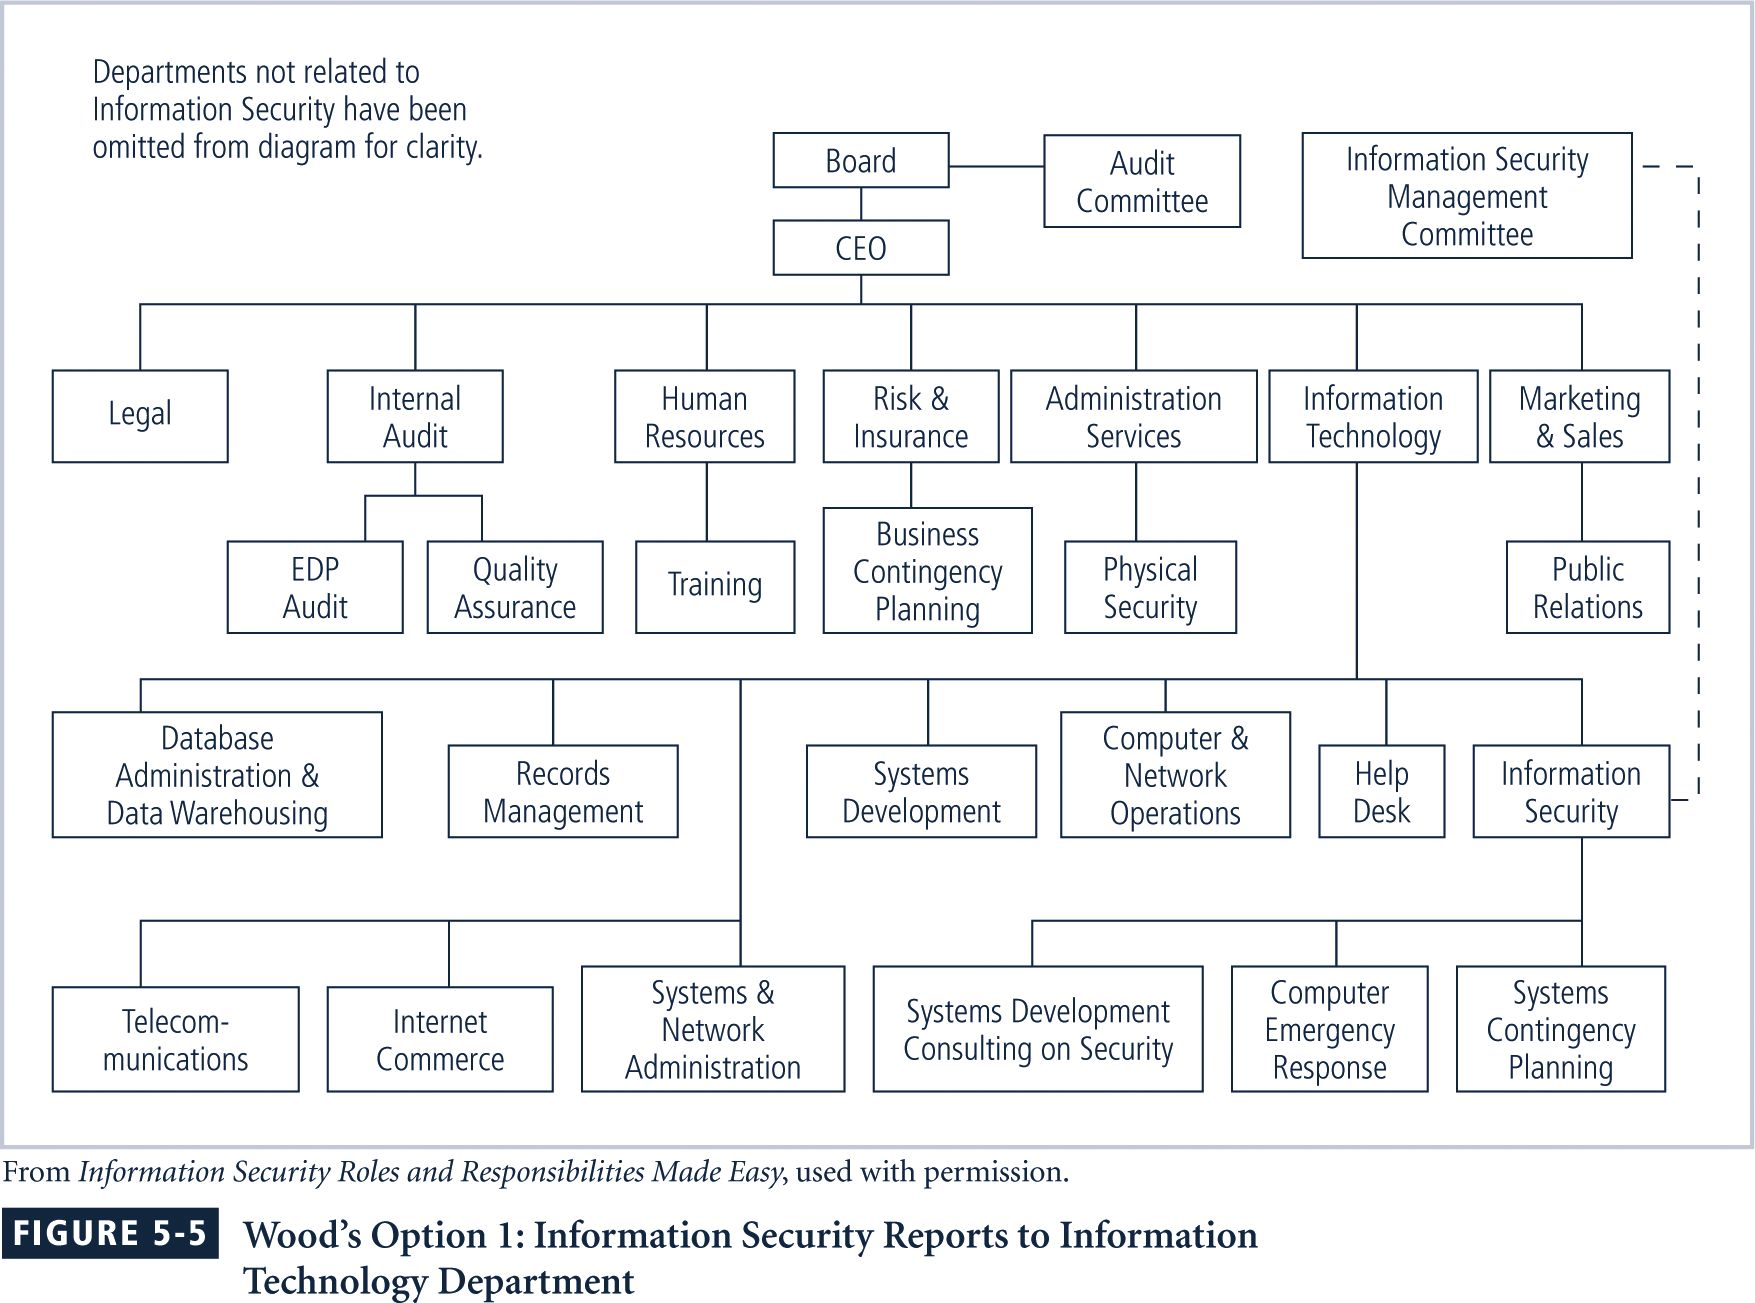 Departments not related to
Information Security have been
omitted from diagram for clarity.
Board
Audit
Committee
Information Security
Management
Committee
CEO
Legal
Internal
Audit
Human
Resources
Risk &
Insurance
Administration
Services
Information
Technology
Marketing
& Sales
EDP
Audit
Quality
Assurance
Training
Business
Contingency
Planning
Physical
Security
Public
Relations
Database
Administration &
Data Warehousing
Records
Management
Systems
Development
Computer &
Network
Operations
Help
Desk
Information
Security
Telecom-
munications
Internet
Commerce
Systems &
Network
Administration
Systems Development
Consulting on Security
Computer
Emergency
Response
Systems
Contingency
Planning
From Information Security Roles and Responsibilities Made Easy, used with permission.
FIGURE 5-5
Wood’s Option 1: Information Security Reports to Information
Technology Department